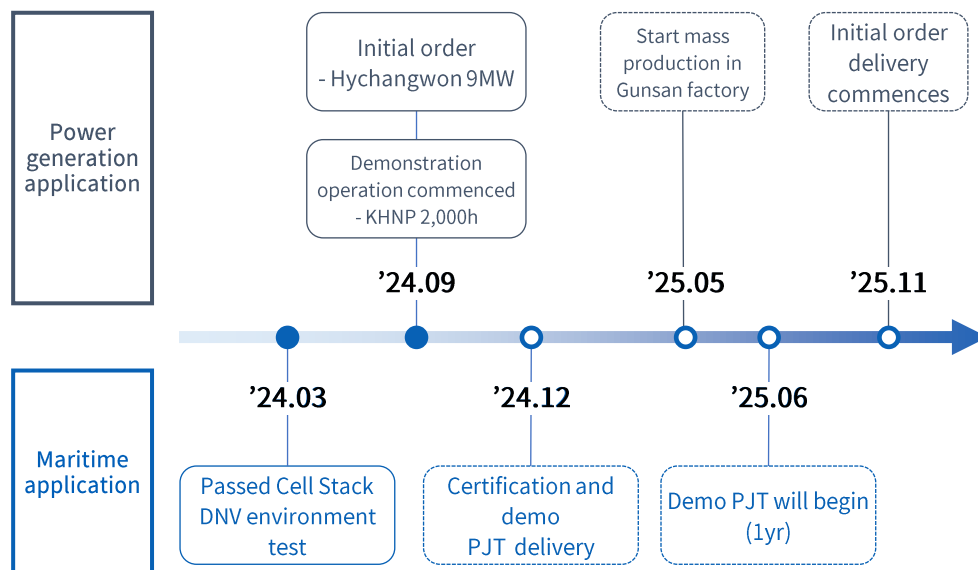 Power
generation
application
Initial order
- Hychangwon 9MW
Demonstration
operation commenced
- KHNP 2,000h
Start mass
production in
Gunsan factory
Initial order
delivery
commences
’24.09
’25.05
’25.11
’24.03
’24.12
’25.06
Maritime
application
Passed Cell Stack
DNV environment
test
Certification and
demo
PJT delivery
Demo PJT will begin
(1yr)